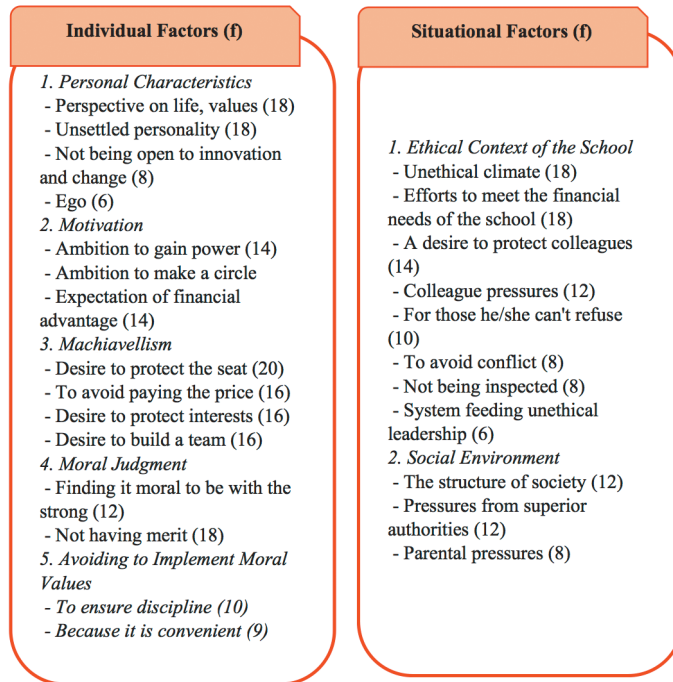 Individual Factors (f)
1. Personal Characteristics
- Perspective on life, values (18)
- Unsettled personality (18)
- Not being open to innovation
and change (8)
- Ego (6)
2. Motivation
- Ambition to gain power (14)
- Ambition to make a circle
- Expectation of financial
advantage (14)
3. Machiavellism
- Desire to protect the seat (20)
- To avoid paying the price (16)
- Desire to protect interests (16)
- Desire to build a team (16)
4. Moral Judgment
- Finding it moral to be with the
strong (12)
- Not having merit (18)
5. Avoiding to Implement Moral
Values
- To ensure discipline (10)
- Because it is convenient (9)
Situational Factors (f)
1. Ethical Context of the School
- Unethical climate (18)
- Efforts to meet the financial
needs of the school (18)
- A desire to protect colleagues
(14)
- Colleague pressures (12)
- For those he/she can't refuse
(10)
- To avoid conflict (8)
- Not being inspected (8)
- System feeding unethical
leadership (6)
2. Social Environment
- The structure of society (12)
- Pressures from superior
authorities (12)
- Parental pressures (8)